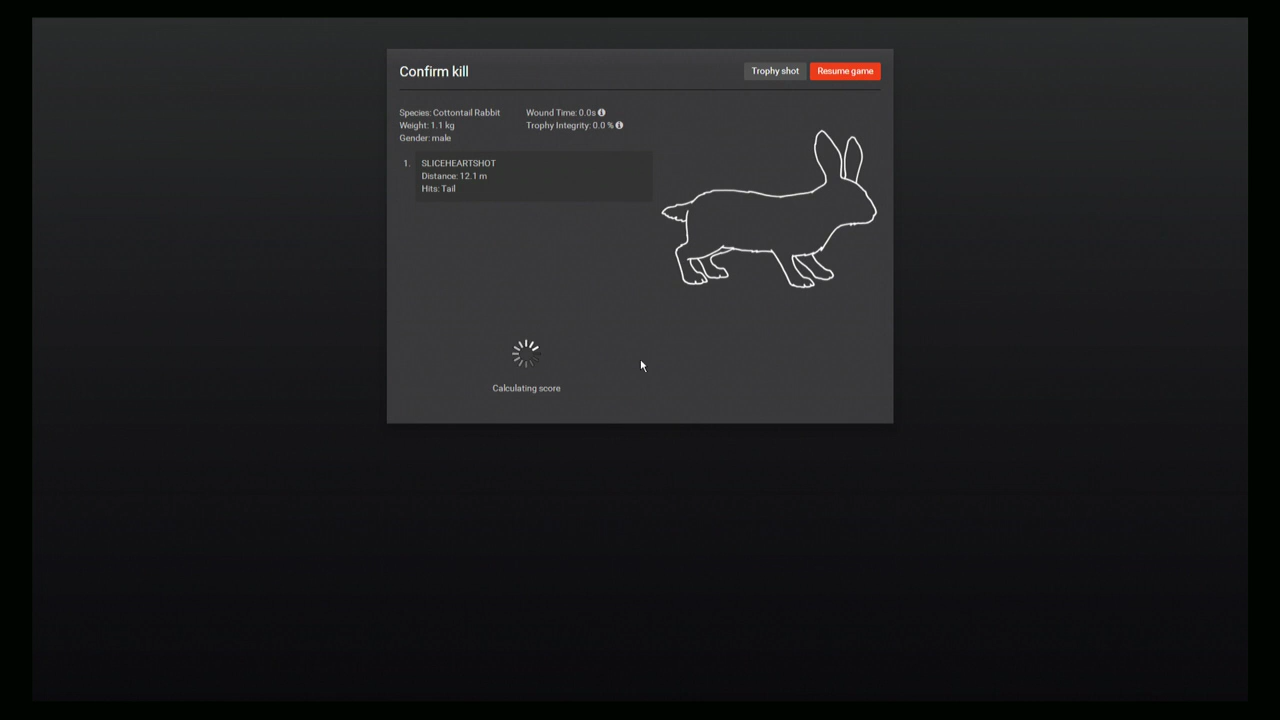 Confirm kill
Trophy shot
Resume game
Species: Cottontail Rabbit
Weight: 1.1 kg
Gender: male
Wound Time: 0.0s
Trophy Integrity: 0.0 %
1. SLICEHEARTSHOT
Distance: 12.1 m
Hits: Tail
Calculating score